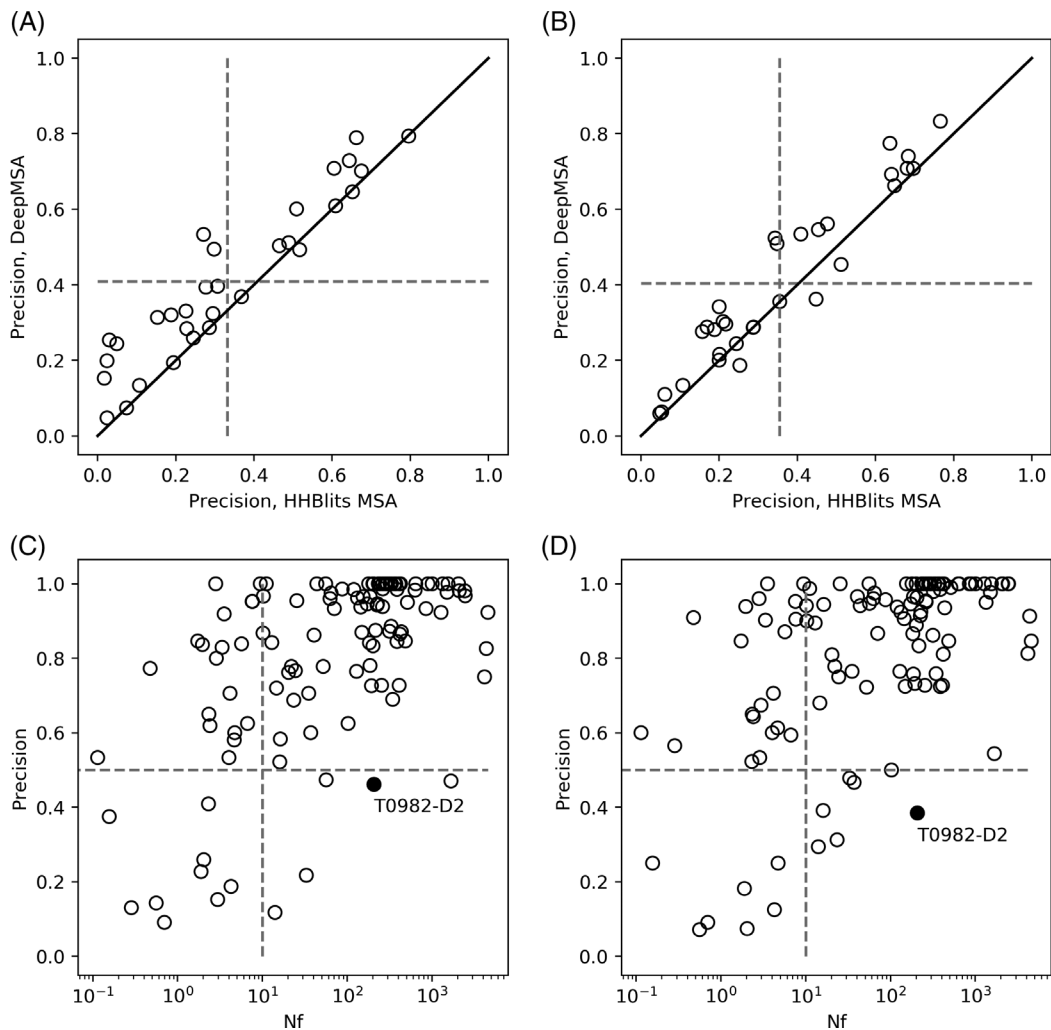 (A)
1.0
0.8
0.6
0.4
0.2
0.0
Precision, DeepMSA
0.0 0.2 0.4 0.6 0.8 1.0
Precision, HHBlits MSA
(B)
1.0
0.8
0.6
0.4
0.2
0.0
Precision, DeepMSA
0.0 0.2 0.4 0.6 0.8 1.0
Precision, HHBlits MSA
(C)
1.0
0.8
0.6
0.4
0.2
0.0
Precision
T0982-D2
10⁻¹ 10⁰ 10¹ 10² 10³
Nf
(D)
1.0
0.8
0.6
0.4
0.2
0.0
Precision
T0982-D2
10⁻¹ 10⁰ 10¹ 10² 10³
Nf